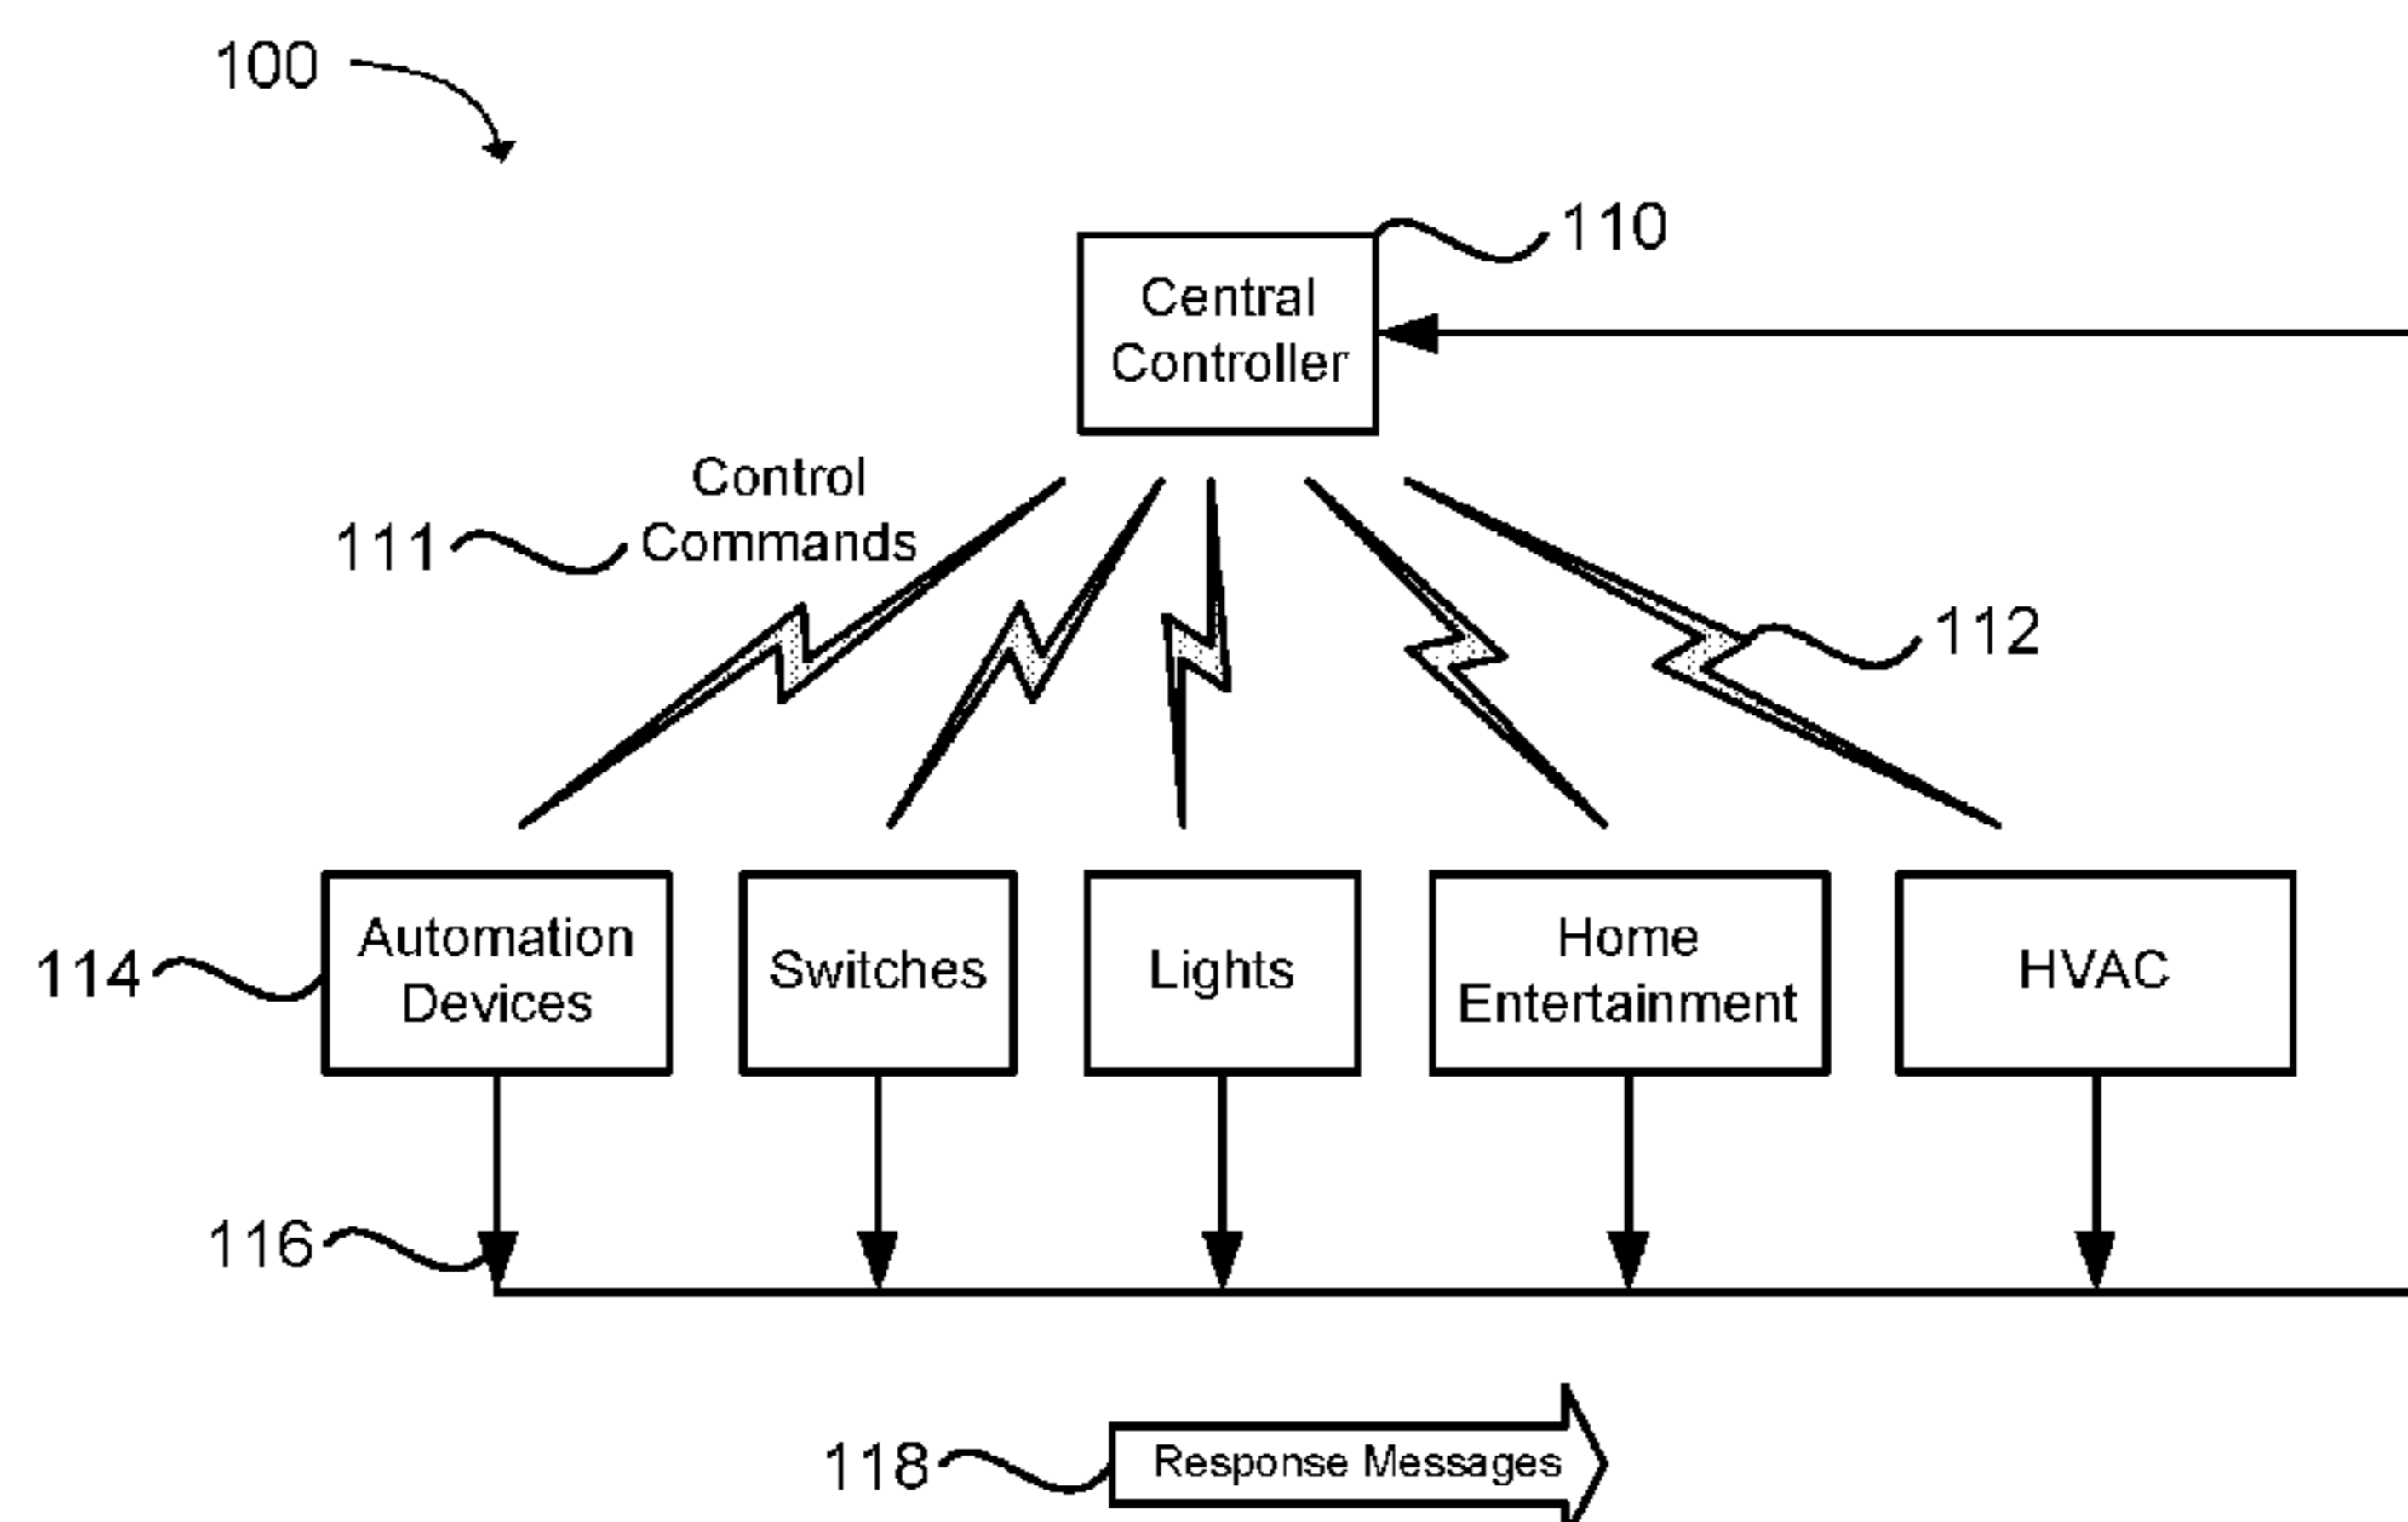 100
110
Central
Controller
Control
111 Commands
112
Automation
Devices
Switches
Lights
Home
Entertainment
HVAC
114
116
118 Response Messages